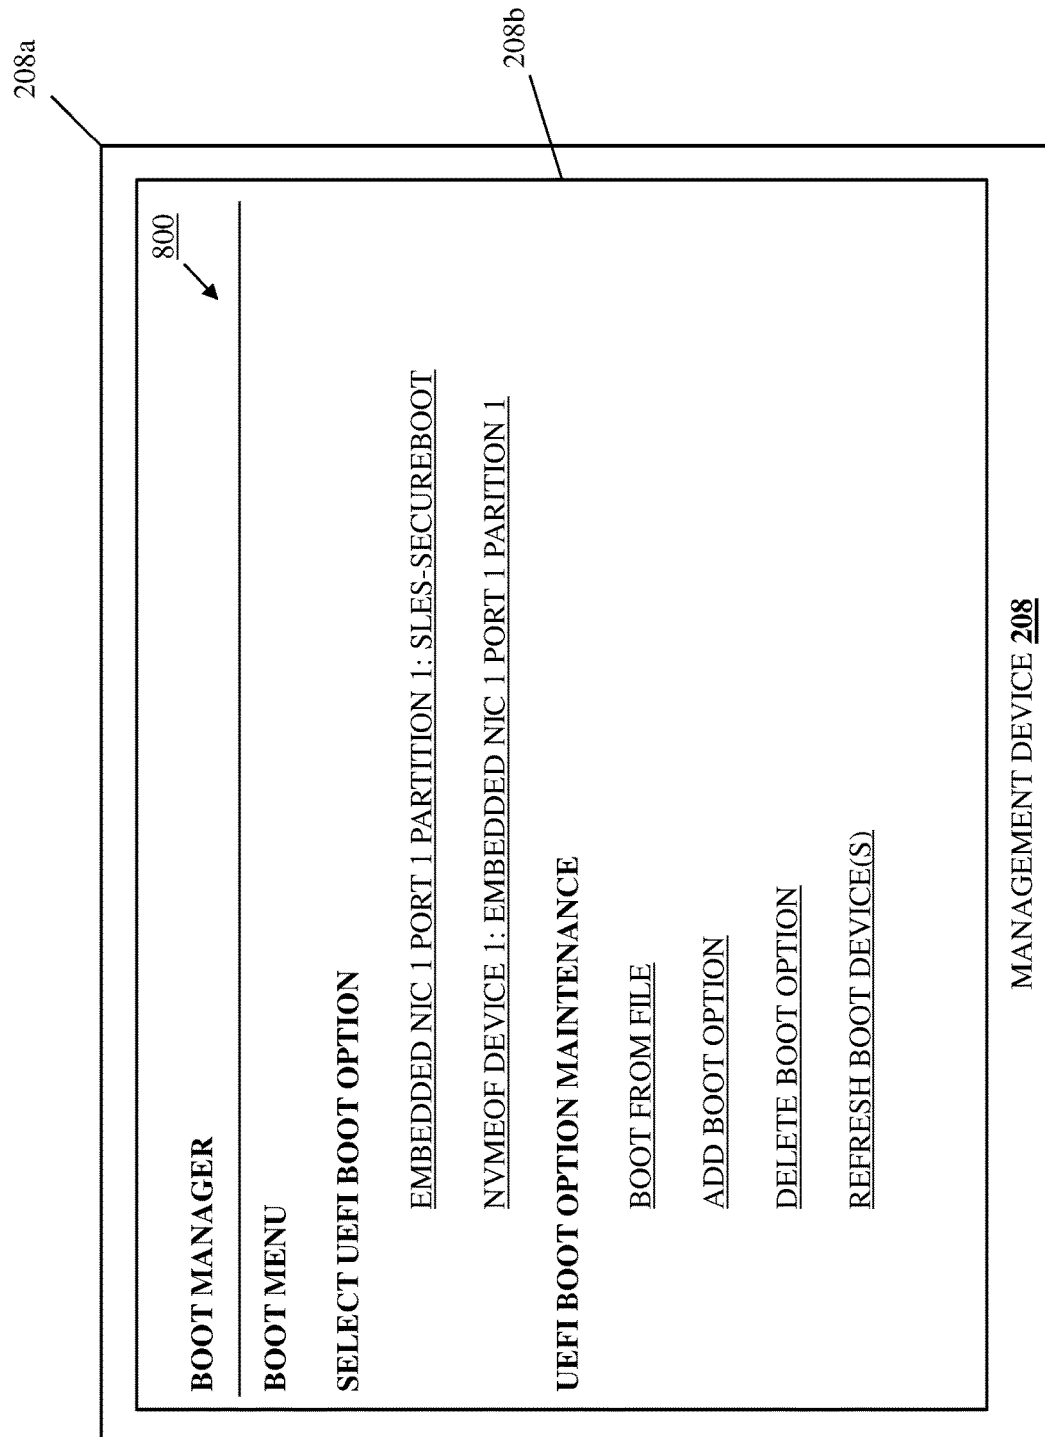 208a
208b
800
BOOT MANAGER
BOOT MENU
SELECT UEFI BOOT OPTION
EMBEDDED NIC 1 PORT 1 PARTITION 1: SLES-SECUREBOOT
NVMEOF DEVICE 1: EMBEDDED NIC 1 PORT 1 PARITION 1
UEFI BOOT OPTION MAINTENANCE
BOOT FROM FILE
ADD BOOT OPTION
DELETE BOOT OPTION
REFRESH BOOT DEVICE(S)
MANAGEMENT DEVICE 208